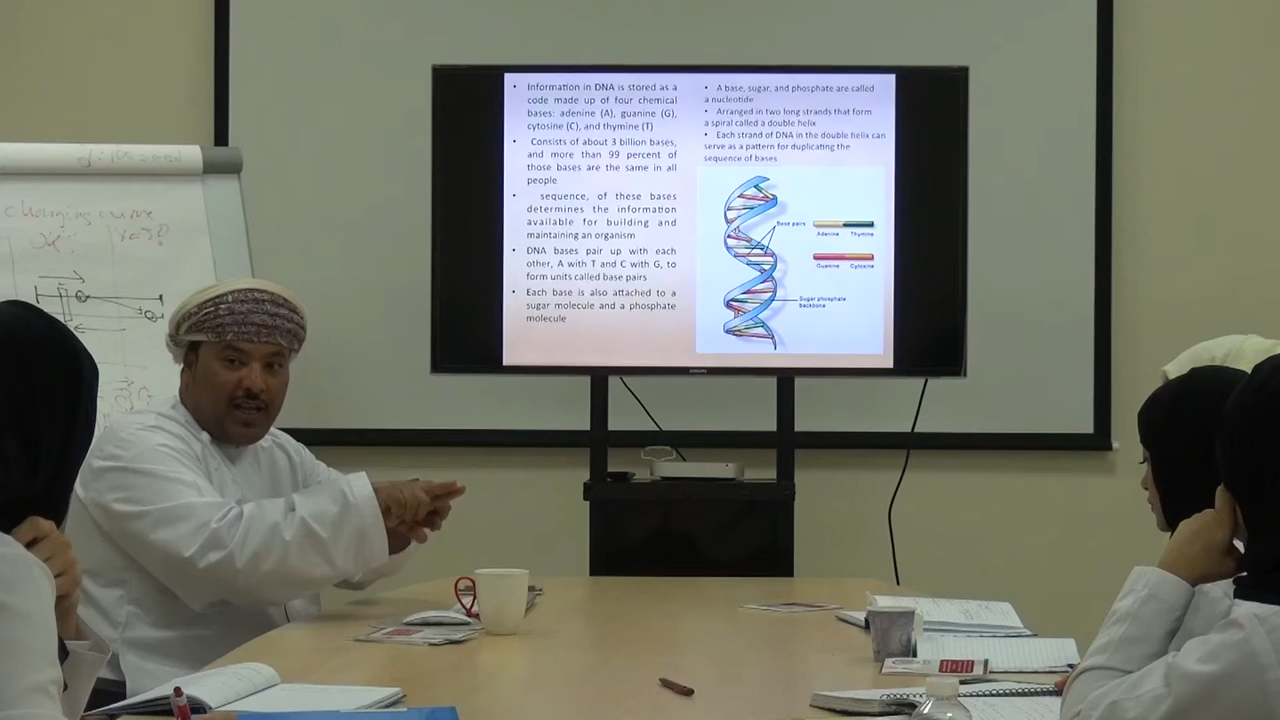 changing curve
• Information in DNA is stored as a
code made up of four chemical
bases: adenine (A), guanine (G),
cytosine (C), and thymine (T)
• Consists of about 3 billion bases,
and more than 99 percent of
those bases are the same in all
people
• sequence, of these bases
determines the information
available for building and
maintaining an organism
• DNA bases pair up with each
other, A with T and C with G, to
form units called base pairs
• Each base is also attached to a
sugar molecule and a phosphate
molecule
• A base, sugar, and phosphate are called
a nucleotide
• Arranged in two long strands that form
a spiral called a double helix
• Each strand of DNA in the double helix can
serve as a pattern for duplicating the
sequence of bases
Base pairs
Adenine Thymine
Guanine Cytosine
Sugar phosphate
backbone
SAMSUNG